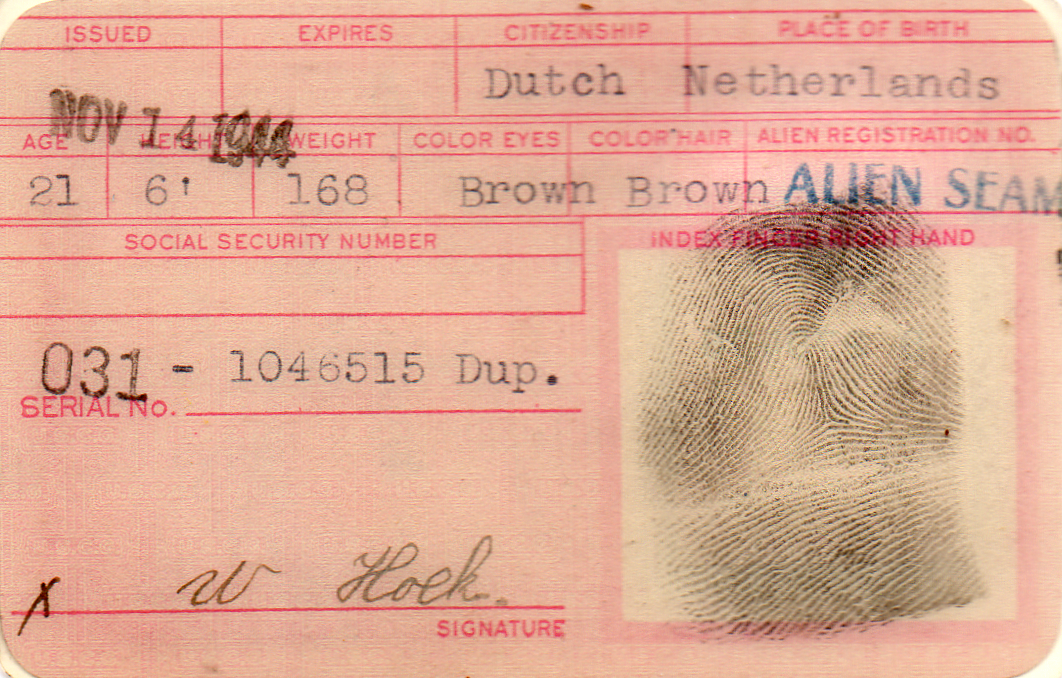 ISSUED EXPIRES CITIZENSHIP PLACE OF BIRTH
Dutch Netherlands
NOV 14 1944
AGE HEIGHT WEIGHT COLOR EYES COLOR HAIR ALIEN REGISTRATION NO.
21 6' 168 Brown Brown ALIEN SEAM
SOCIAL SECURITY NUMBER INDEX FINGER RIGHT HAND
031 - 1046515 Dup.
SERIAL No.
X W Hoek.
SIGNATURE